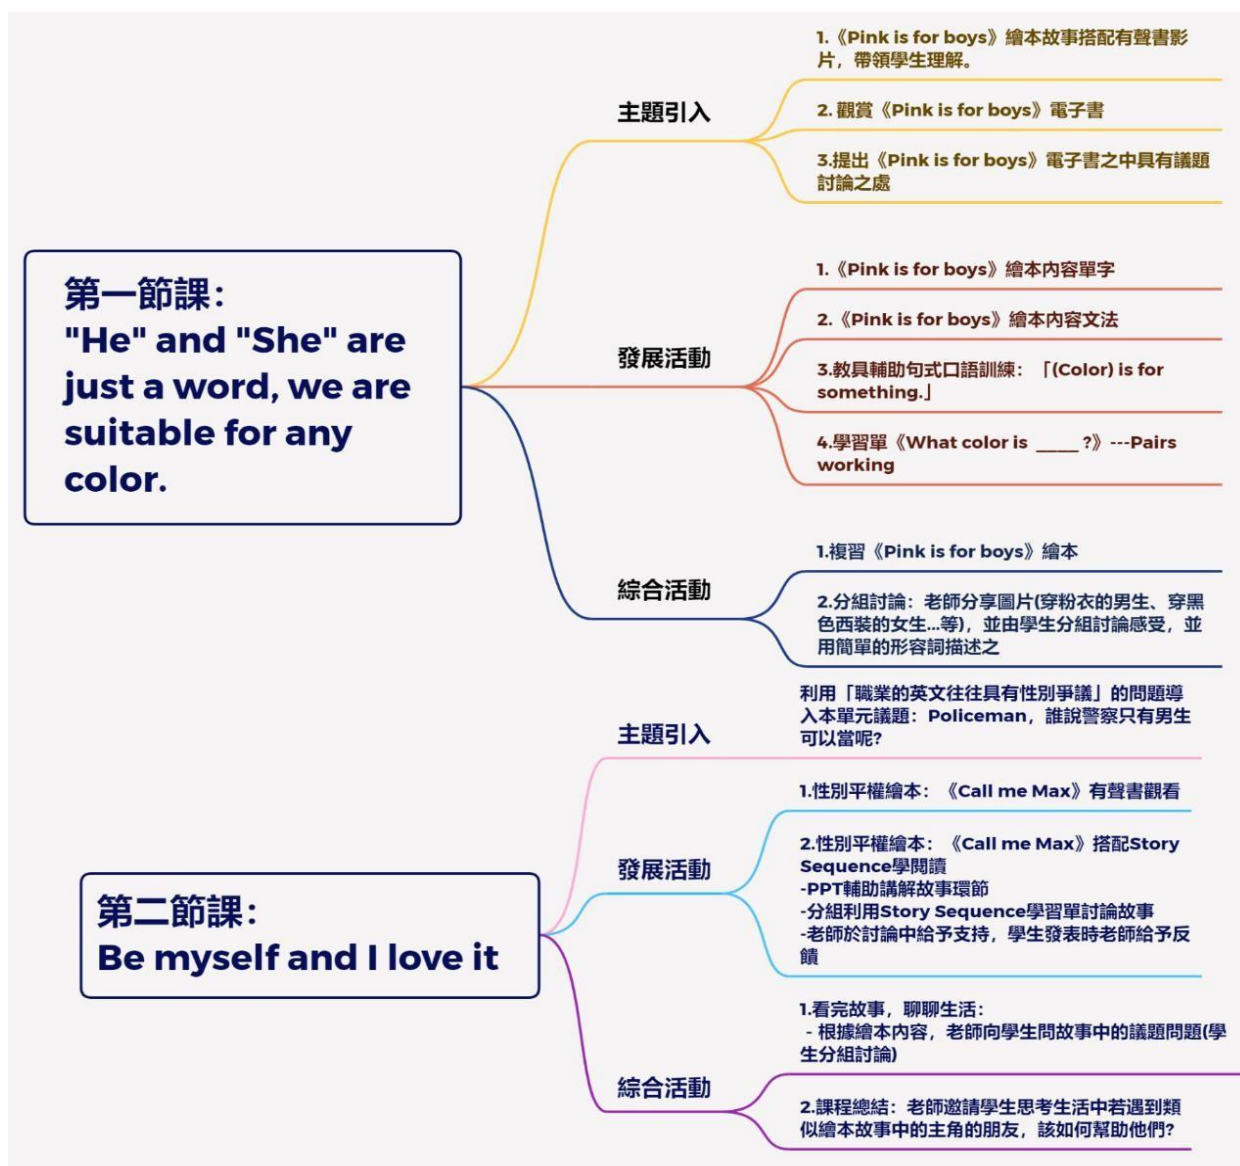 第一節課：
"He" and "She" are
just a word, we are
suitable for any
color.
主題引入
1.《Pink is for boys》繪本故事搭配有聲書影
片，帶領學生理解。
2. 觀賞《Pink is for boys》電子書
3.提出《Pink is for boys》電子書之中具有議題
討論之處
發展活動
1.《Pink is for boys》繪本內容單字
2.《Pink is for boys》繪本內容文法
3.教具輔助句式口語訓練：「(Color) is for
something.」
4.學習單《What color is ____ ?》---Pairs
working
綜合活動
1.複習《Pink is for boys》繪本
2.分組討論：老師分享圖片(穿粉衣的男生、穿黑
色西裝的女生...等)，並由學生分組討論感受，並
用簡單的形容詞描述之
第二節課：
Be myself and I love it
主題引入
利用「職業的英文往往具有性別爭議」的問題導
入本單元議題：Policeman，誰說警察只有男生
可以當呢?
發展活動
1.性別平權繪本：《Call me Max》有聲書觀看
2.性別平權繪本：《Call me Max》搭配Story
Sequence學閱讀
-PPT輔助講解故事環節
-分組利用Story Sequence學習單討論故事
-老師於討論中給予支持，學生發表時老師給予反
饋
綜合活動
1.看完故事，聊聊生活：
- 根據繪本內容，老師向學生問故事中的議題問題(學
生分組討論)
2.課程總結：老師邀請學生思考生活中若遇到類
似繪本故事中的主角的朋友，該如何幫助他們?